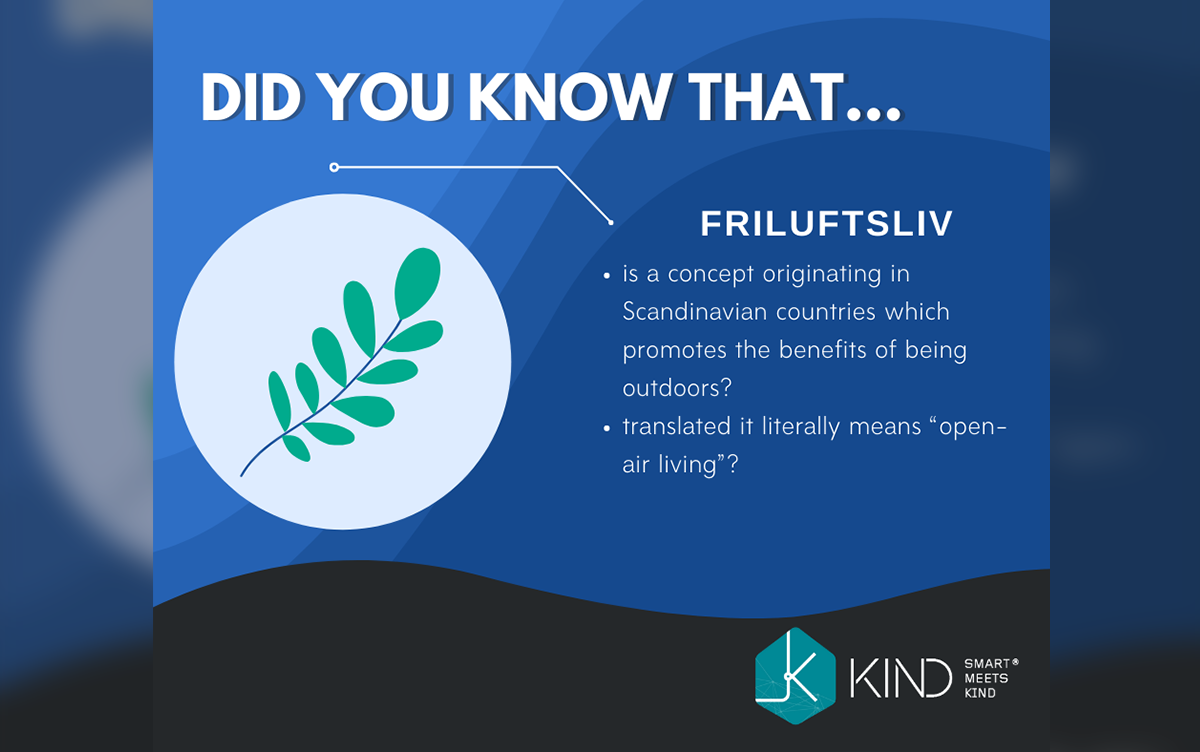 DID YOU KNOW THAT...
FRILUFTSLIV
• is a concept originating in
Scandinavian countries which
promotes the benefits of being
outdoors?
• translated it literally means “open-
air living”?
KIND
SMART®
MEETS
KIND